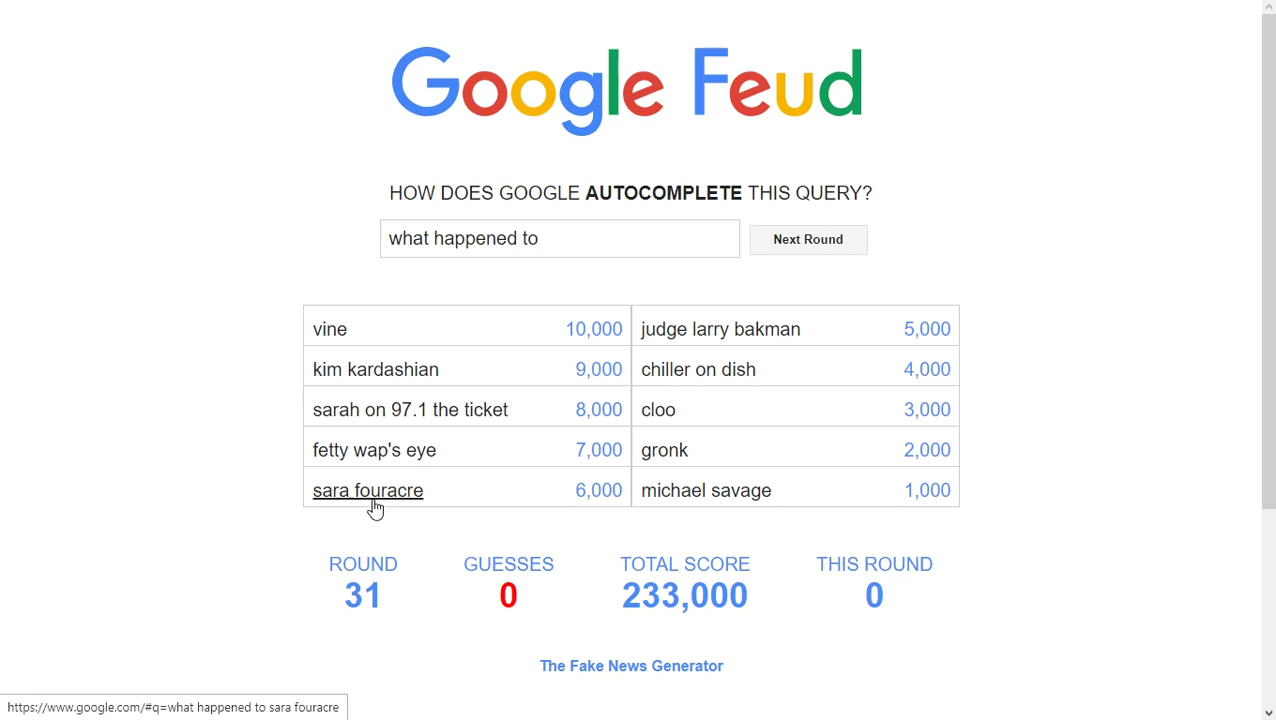 Google Feud
HOW DOES GOOGLE AUTOCOMPLETE THIS QUERY?
what happened to
Next Round
vine 10,000 judge larry bakman 5,000
kim kardashian 9,000 chiller on dish 4,000
sarah on 97.1 the ticket 8,000 cloo 3,000
fetty wap's eye 7,000 gronk 2,000
sara fouracre 6,000 michael savage 1,000
ROUND GUESSES TOTAL SCORE THIS ROUND
31 0 233,000 0
The Fake News Generator
https://www.google.com/#q=what happened to sara fouracre